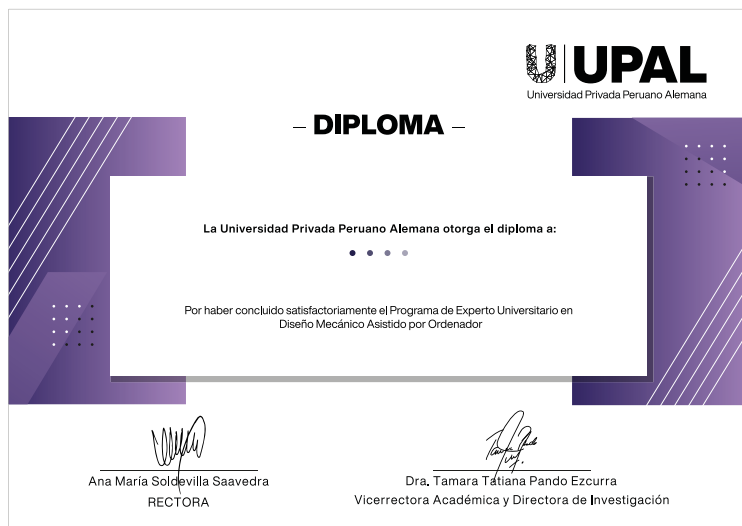 UPAL
Universidad Privada Peruano Alemana
– DIPLOMA –
La Universidad Privada Peruano Alemana otorga el diploma a:
Por haber concluido satisfactoriamente el Programa de Experto Universitario en
Diseño Mecánico Asistido por Ordenador
Ana María Soldevilla Saavedra
RECTORA
Dra. Tamara Tatiana Pando Ezcurra
Vicerrectora Académica y Directora de Investigación